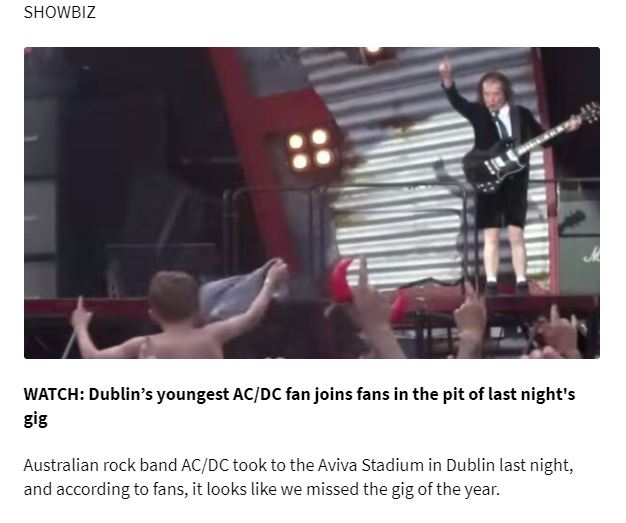 SHOWBIZ
WATCH: Dublin’s youngest AC/DC fan joins fans in the pit of last night's
gig
Australian rock band AC/DC took to the Aviva Stadium in Dublin last night,
and according to fans, it looks like we missed the gig of the year.